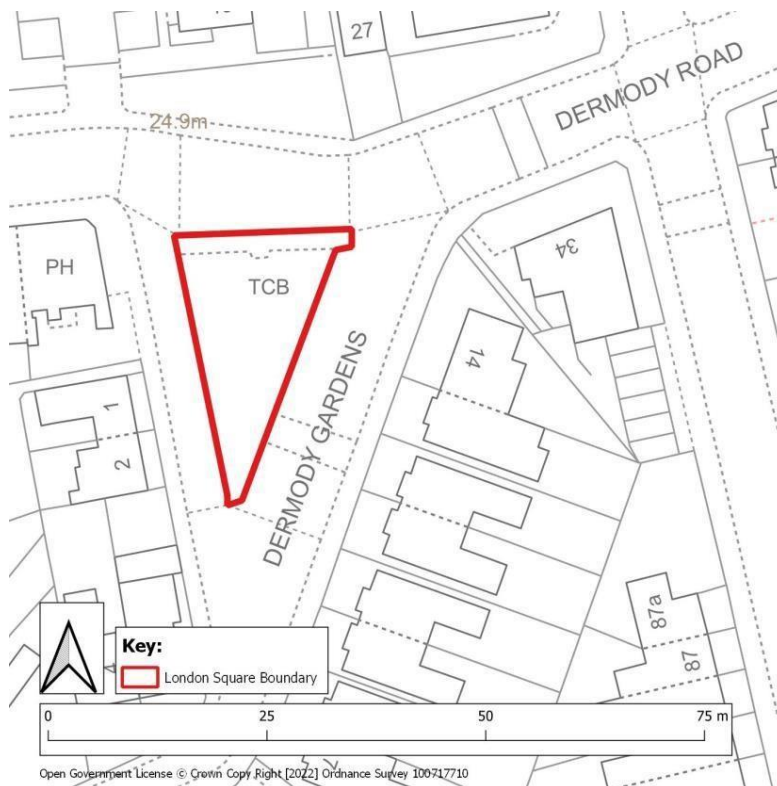 27
DERMODY ROAD
24.9m
PH
TCB
34
14
DERMODY GARDENS
1
2
87a
87
Key:
London Square Boundary
0 25 50 75 m
Open Government License © Crown Copy Right [2022] Ordnance Survey 100717710